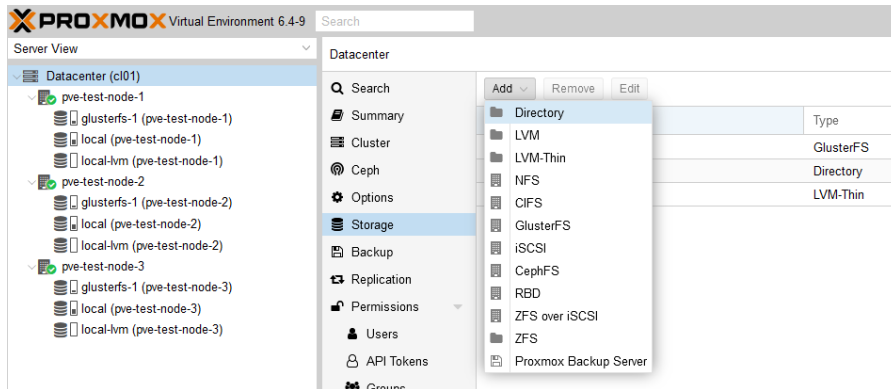 PROXMOX Virtual Environment 6.4-9 Search
Server View
Datacenter (cl01)
pve-test-node-1
glusterfs-1 (pve-test-node-1)
local (pve-test-node-1)
local-lvm (pve-test-node-1)
pve-test-node-2
glusterfs-1 (pve-test-node-2)
local (pve-test-node-2)
local-lvm (pve-test-node-2)
pve-test-node-3
glusterfs-1 (pve-test-node-3)
local (pve-test-node-3)
local-lvm (pve-test-node-3)
Datacenter
Search
Summary
Cluster
Ceph
Options
Storage
Backup
Replication
Permissions
Users
API Tokens
Groups
Add Remove Edit
Directory
LVM
LVM-Thin
NFS
CIFS
GlusterFS
iSCSI
CephFS
RBD
ZFS over iSCSI
ZFS
Proxmox Backup Server
Type
GlusterFS
Directory
LVM-Thin